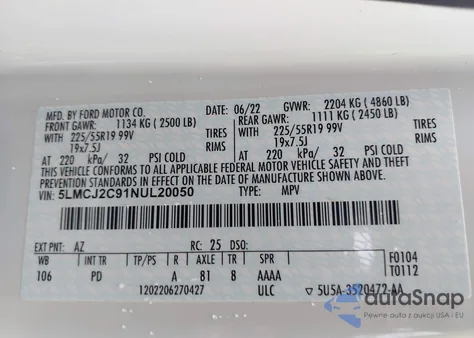 MFD. BY FORD MOTOR CO.
DATE: 06/22 GVWR: 2204 KG (4860 LB)
FRONT GAWR: 1134 KG (2500 LB) REAR GAWR: 1111 KG (2450 LB)
WITH 225/55R19 99V TIRES WITH 225/55R19 99V TIRES
19x7.5J RIMS 19x7.5J RIMS
AT 220 kPa/ 32 PSI COLD AT 220 kPa/ 32 PSI COLD
THIS VEHICLE CONFORMS TO ALL APPLICABLE FEDERAL MOTOR VEHICLE SAFETY AND THEFT
PREVENTION STANDARDS IN EFFECT ON THE DATE OF MANUFACTURE SHOWN ABOVE.
VIN: 5LMCJ2C91NUL20050 TYPE: MPV
EXT PNT: AZ RC: 25 DSO:
WB INT TR TP/PS R AXLE TR SPR F0104
106 PD A 81 8 AAAA T0112
1202206270427 ULC 5U5A-3520472-AA
autoSnap
Pewne auto z USA i EU